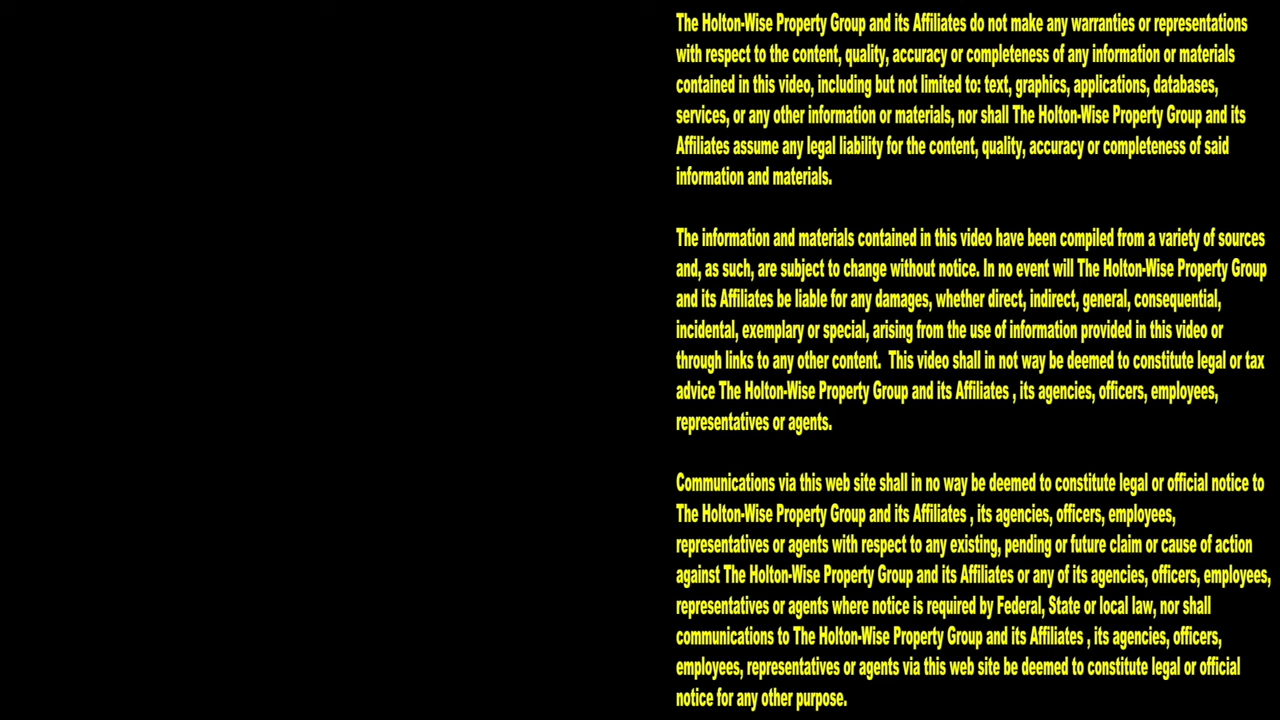 The Holton-Wise Property Group and its Affiliates do not make any warranties or representations
with respect to the content, quality, accuracy or completeness of any information or materials
contained in this video, including but not limited to: text, graphics, applications, databases,
services, or any other information or materials, nor shall The Holton-Wise Property Group and its
Affiliates assume any legal liability for the content, quality, accuracy or completeness of said
information and materials.
The information and materials contained in this video have been compiled from a variety of sources
and, as such, are subject to change without notice. In no event will The Holton-Wise Property Group
and its Affiliates be liable for any damages, whether direct, indirect, general, consequential,
incidental, exemplary or special, arising from the use of information provided in this video or
through links to any other content.  This video shall in not way be deemed to constitute legal or tax
advice The Holton-Wise Property Group and its Affiliates , its agencies, officers, employees,
representatives or agents.
Communications via this web site shall in no way be deemed to constitute legal or official notice to
The Holton-Wise Property Group and its Affiliates , its agencies, officers, employees,
representatives or agents with respect to any existing, pending or future claim or cause of action
against The Holton-Wise Property Group and its Affiliates or any of its agencies, officers, employees,
representatives or agents where notice is required by Federal, State or local law, nor shall
communications to The Holton-Wise Property Group and its Affiliates , its agencies, officers,
employees, representatives or agents via this web site be deemed to constitute legal or official
notice for any other purpose.